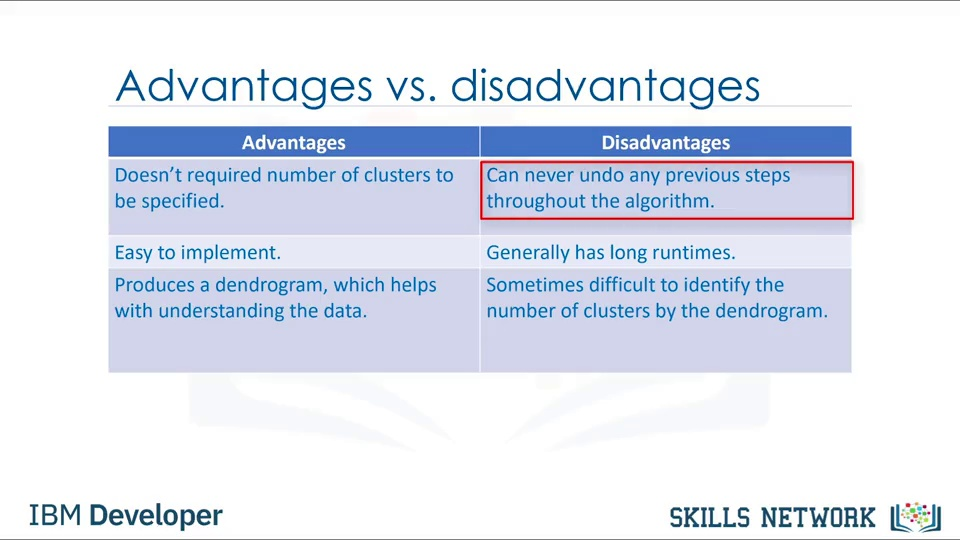 Advantages vs. disadvantages
Advantages
Disadvantages
Doesn't required number of clusters to
be specified.
Can never undo any previous steps
throughout the algorithm.
Easy to implement.
Generally has long runtimes.
Produces a dendrogram, which helps
with understanding the data.
Sometimes difficult to identify the
number of clusters by the dendrogram.
IBM Developer
SKILLS NETWORK